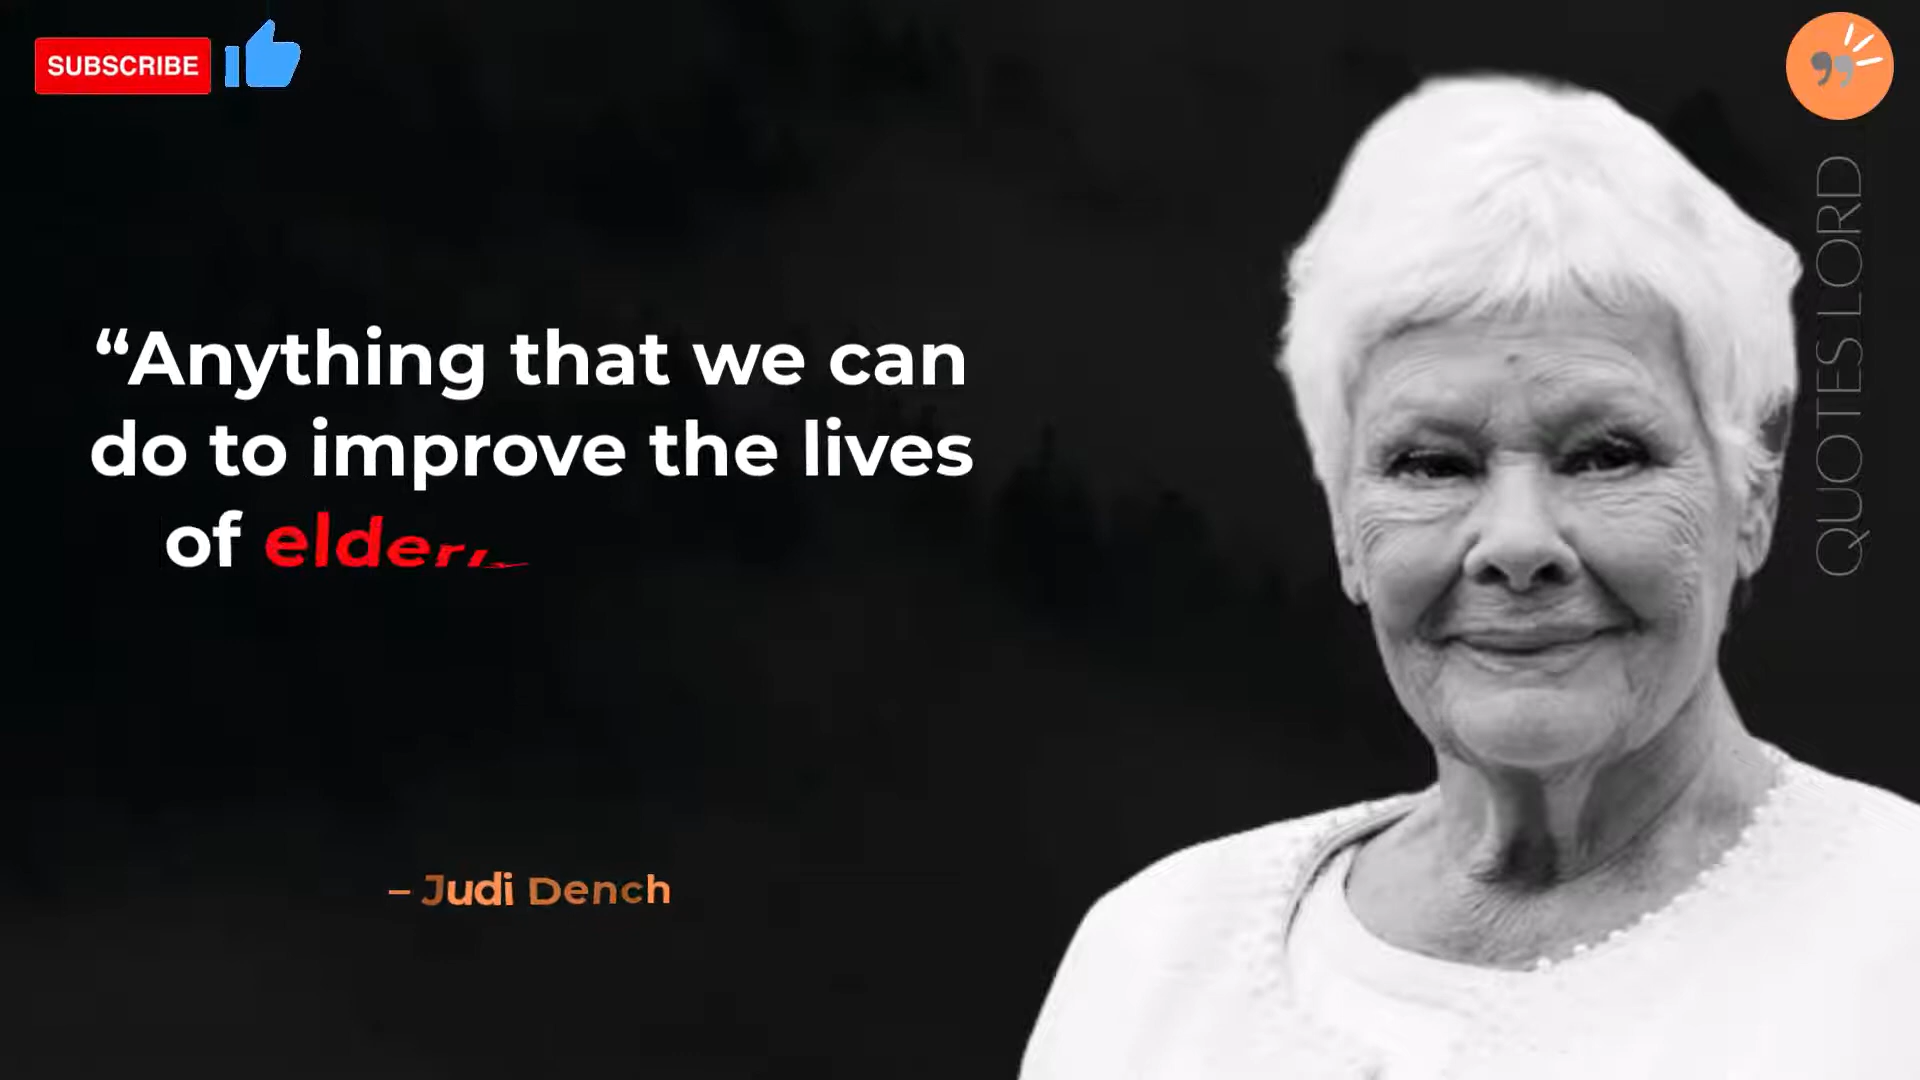 SUBSCRIBE
QUOTES LORD
“Anything that we can
do to improve the lives
of
– Judi Dench